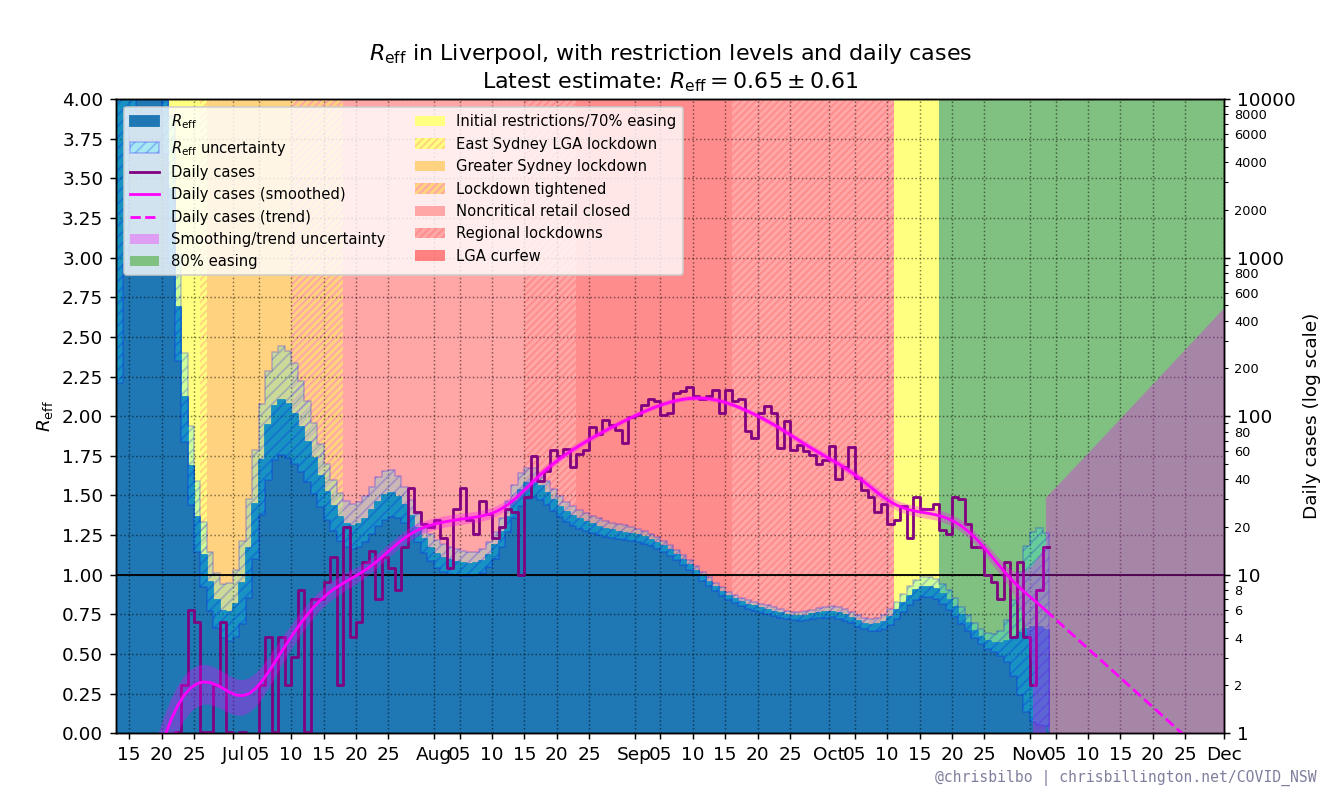 Reff in Liverpool, with restriction levels and daily cases
Latest estimate: Reff = 0.65 ± 0.61
Reff
Reff uncertainty
Daily cases
Daily cases (smoothed)
Daily cases (trend)
Smoothing/trend uncertainty
80% easing
Initial restrictions/70% easing
East Sydney LGA lockdown
Greater Sydney lockdown
Lockdown tightened
Noncritical retail closed
Regional lockdowns
LGA curfew
Reff
4.00
3.75
3.50
3.25
3.00
2.75
2.50
2.25
2.00
1.75
1.50
1.25
1.00
0.75
0.50
0.25
0.00
10000
8000
6000
4000
2000
1000
800
600
400
200
100
80
60
40
20
10
8
6
4
2
1
Daily cases (log scale)
15 20 25 Jul 05 10 15 20 25 Aug 05 10 15 20 25 Sep 05 10 15 20 25 Oct 05 10 15 20 25 Nov 05 10 15 20 25 Dec
@chrisbilbo | chrisbillington.net/COVID_NSW